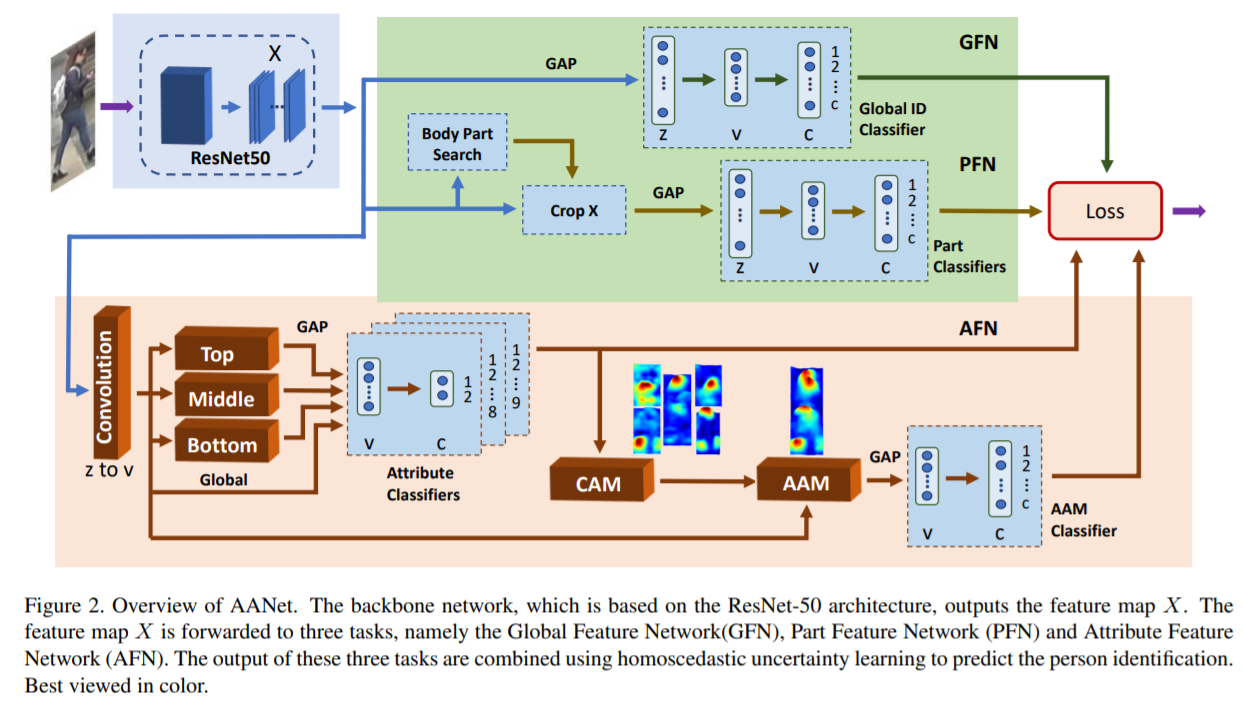 X
ResNet50
GAP
GFN
Z
V
C
1
2
⋮
c
Global ID
Classifier
Body Part
Search
Crop X
GAP
PFN
Z
V
C
1
2
⋮
c
Part
Classifiers
Loss
AFN
Convolution
z to v
Top
Middle
Bottom
Global
GAP
V
C
1
2
1
2
⋮
8
1
2
⋮
9
Attribute
Classifiers
CAM
AAM
GAP
V
C
1
2
⋮
c
AAM
Classifier
Figure 2. Overview of AANet. The backbone network, which is based on the ResNet-50 architecture, outputs the feature map X. The
feature map X is forwarded to three tasks, namely the Global Feature Network(GFN), Part Feature Network (PFN) and Attribute Feature
Network (AFN). The output of these three tasks are combined using homoscedastic uncertainty learning to predict the person identification.
Best viewed in color.